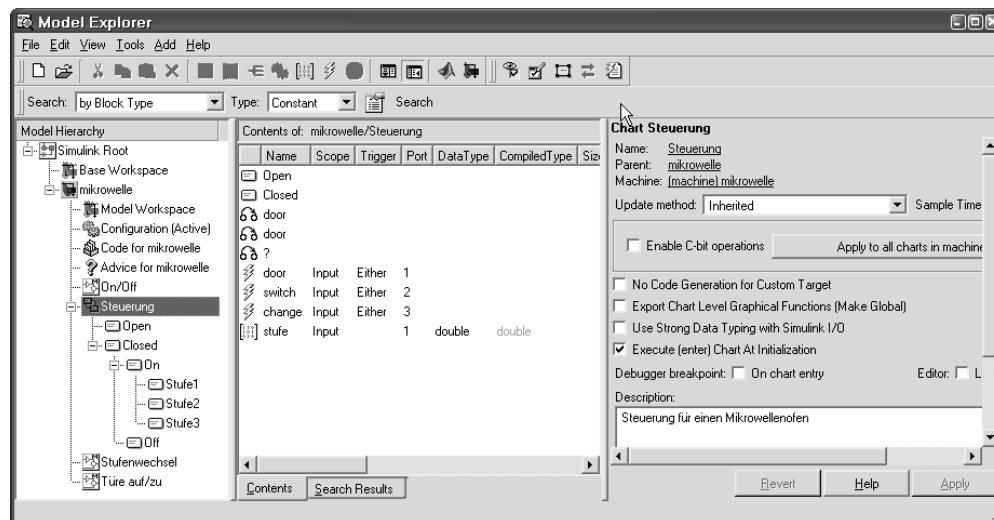 Model Explorer
File Edit View Tools Add Help
Search: by Block Type Type: Constant Search
Model Hierarchy
Simulink Root
Base Workspace
mikrowelle
Model Workspace
Configuration (Active)
Code for mikrowelle
Advice for mikrowelle
On/Off
Steuerung
Open
Closed
On
Stufe1
Stufe2
Stufe3
Off
Stufenwechsel
Türe auf/zu
Contents of: mikrowelle/Steuerung
Name Scope Trigger Port DataType CompiledType Size
Open
Closed
door
door
?
door Input Either 1
switch Input Either 2
change Input Either 3
stufe Input 1 double double
Contents Search Results
Chart Steuerung
Name: Steuerung
Parent: mikrowelle
Machine: (machine) mikrowelle
Update method: Inherited Sample Time
Enable C-bit operations Apply to all charts in machine
No Code Generation for Custom Target
Export Chart Level Graphical Functions (Make Global)
Use Strong Data Typing with Simulink I/O
Execute (enter) Chart At Initialization
Debugger breakpoint: On chart entry Editor: L
Description:
Steuerung für einen Mikrowellenofen
Revert Help Apply